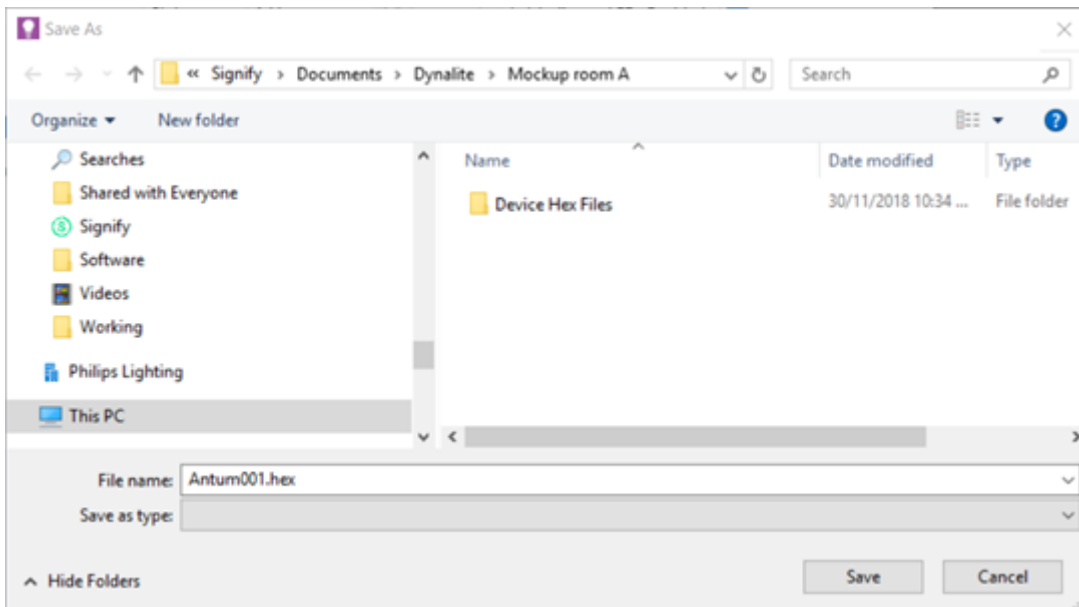 Save As
« Signify > Documents > Dynalite > Mockup room A
Search
Organize
New folder
Searches
Shared with Everyone
Signify
Software
Videos
Working
Philips Lighting
This PC
Name
Date modified
Type
Device Hex Files
30/11/2018 10:34 ...
File folder
File name:
Antum001.hex
Save as type:
Hide Folders
Save
Cancel